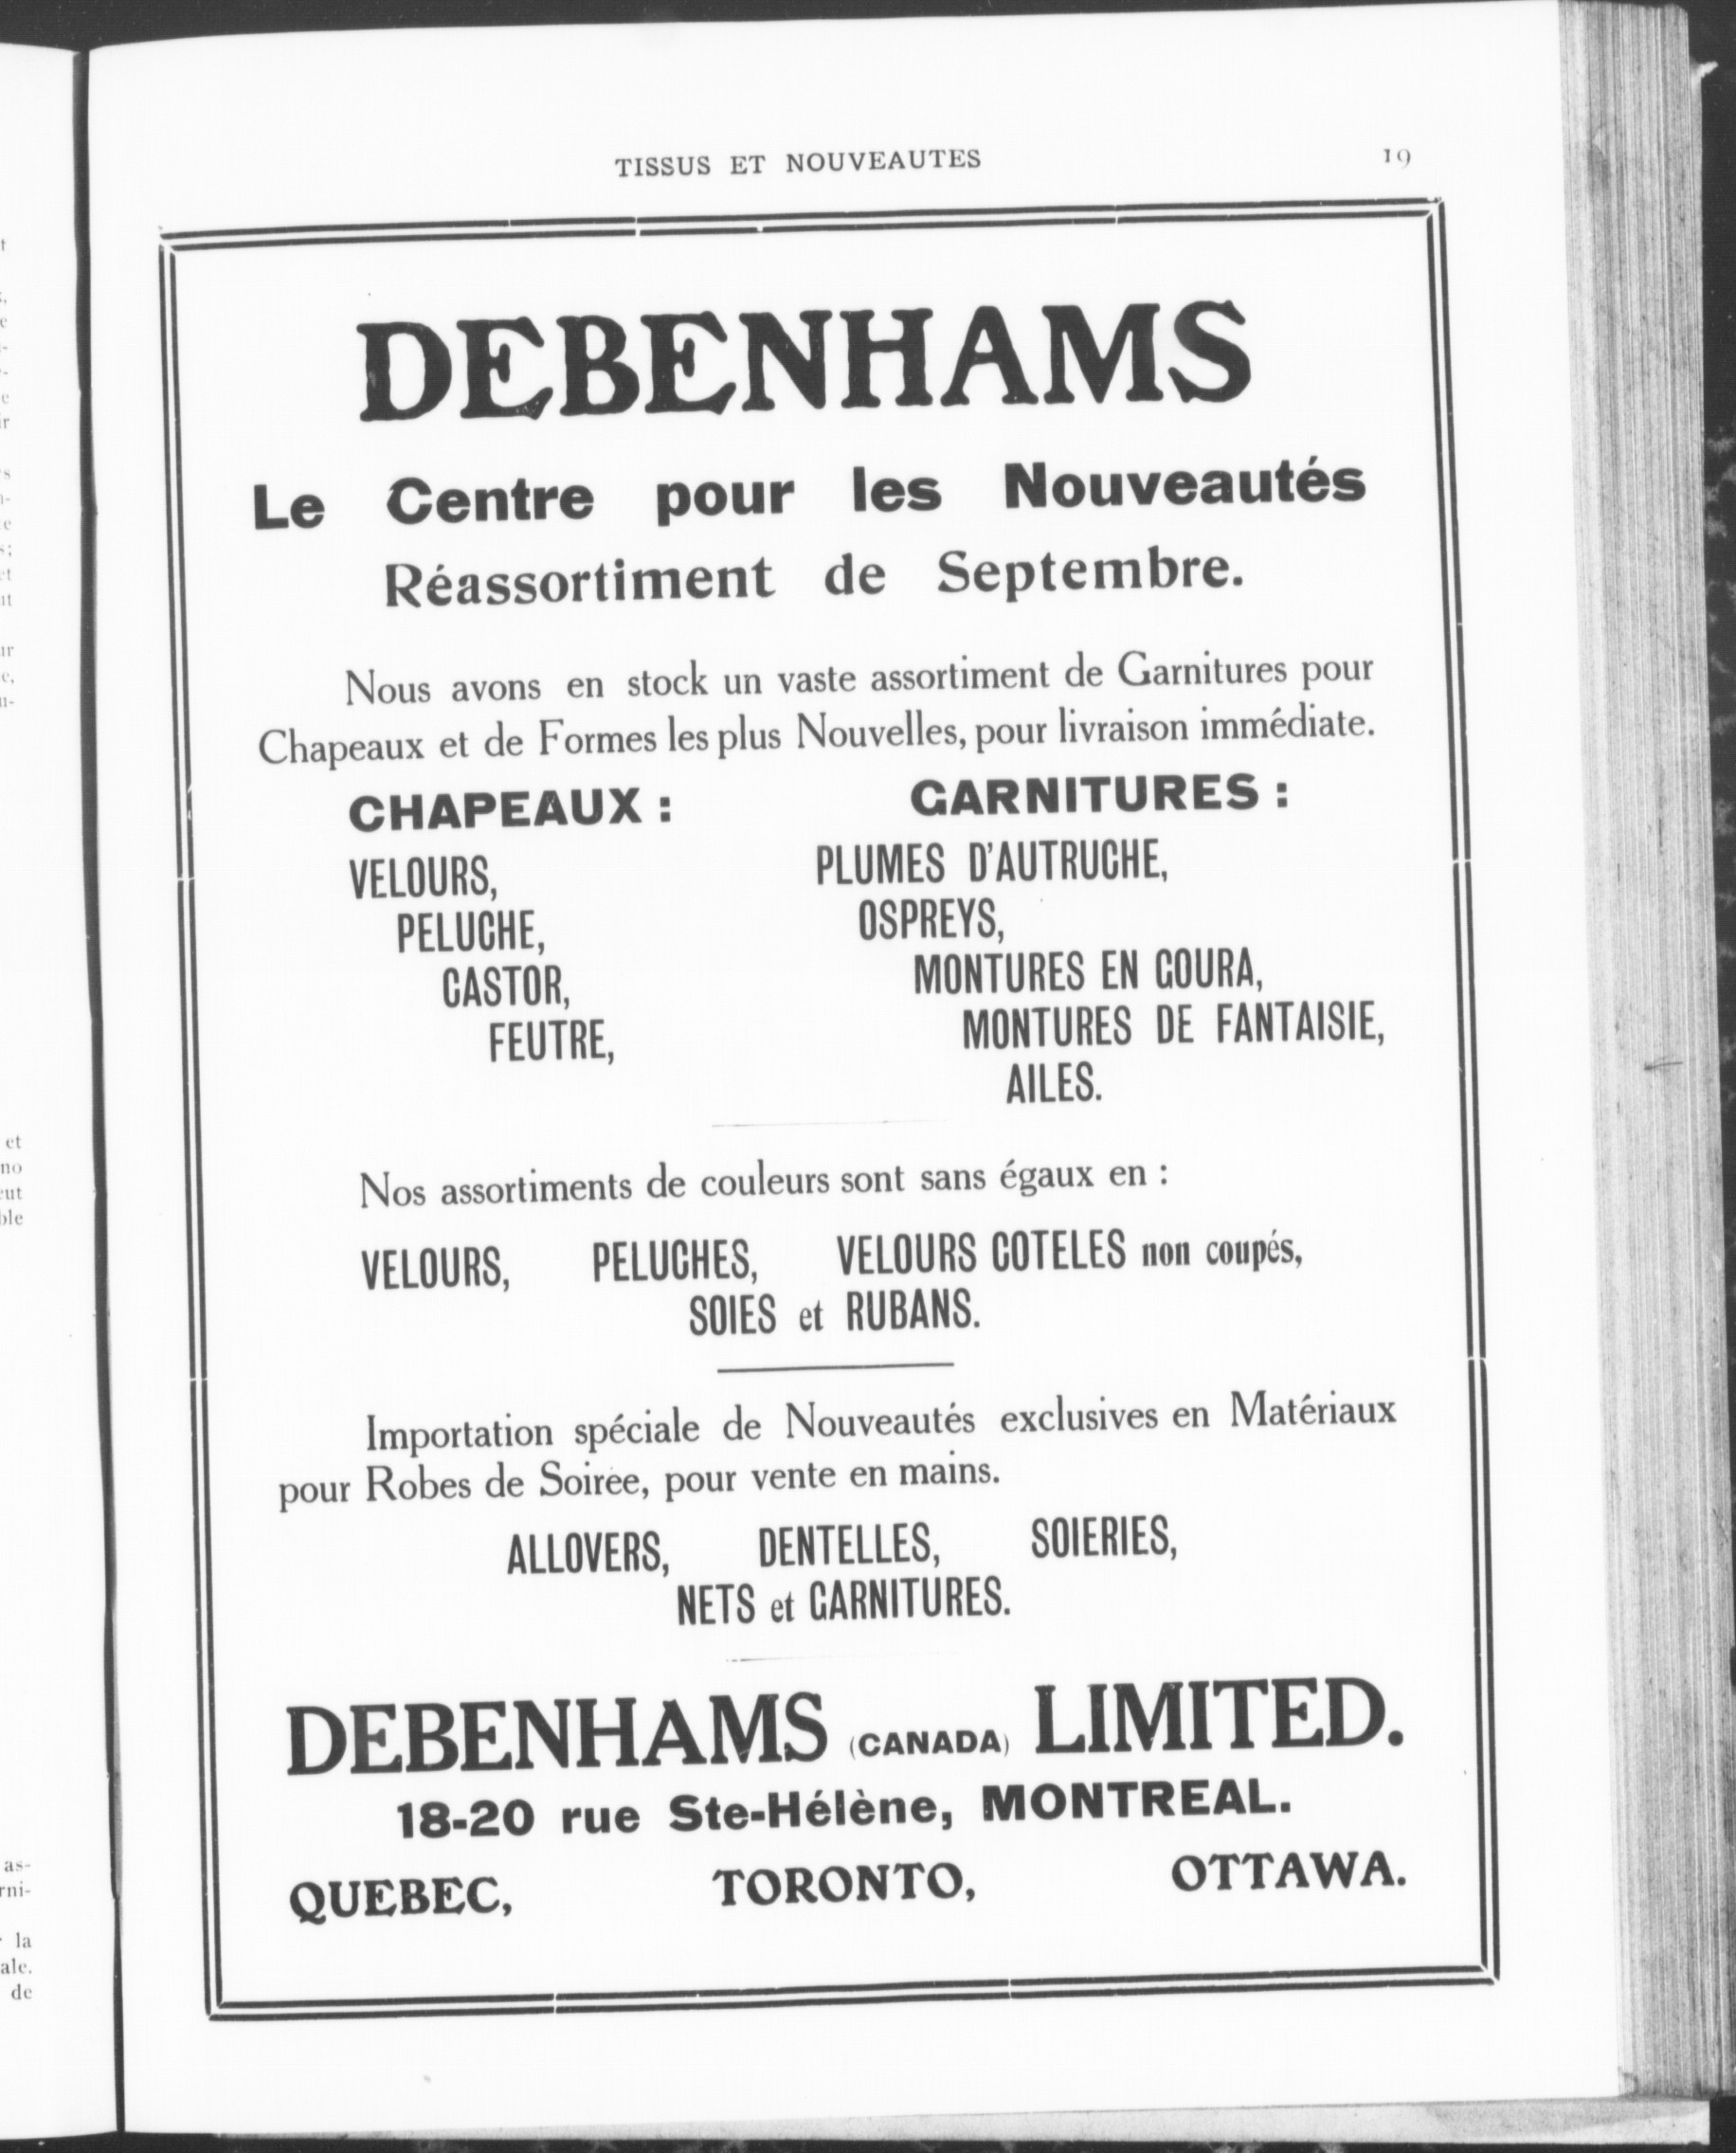 TISSUS ET NOUVEAUTES 19
DEBENHAMS
Le Centre pour les Nouveautés
Réassortiment de Septembre.
Nous avons en stock un vaste assortiment de Garnitures pour
Chapeaux et de Formes les plus Nouvelles, pour livraison immédiate.
CHAPEAUX :
VELOURS,
PELUCHE,
CASTOR,
FEUTRE,
GARNITURES :
PLUMES D'AUTRUCHE,
OSPREYS,
MONTURES EN GOURA,
MONTURES DE FANTAISIE,
AILES.
Nos assortiments de couleurs sont sans égaux en :
VELOURS, PELUCHES, VELOURS COTELES non coupés,
SOIES et RUBANS.
Importation spéciale de Nouveautés exclusives en Matériaux
pour Robes de Soirée, pour vente en mains.
ALLOVERS, DENTELLES, SOIERIES,
NETS et GARNITURES.
DEBENHAMS (CANADA) LIMITED.
18-20 rue Ste-Hélène, MONTREAL.
QUEBEC, TORONTO, OTTAWA.